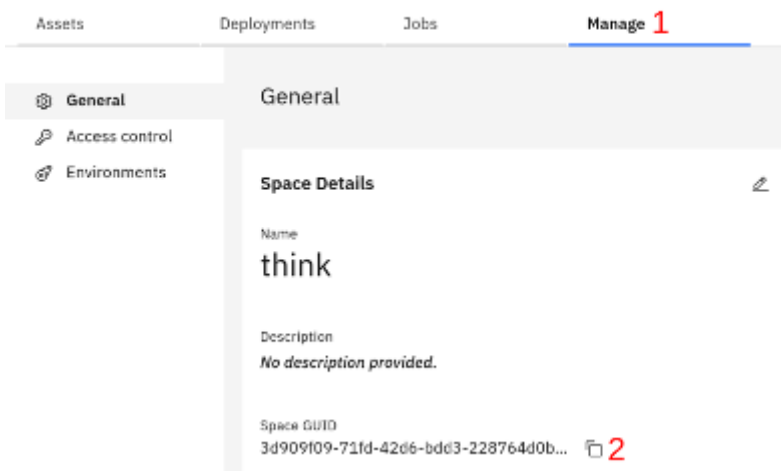 Assets Deployments Jobs Manage 1
General
Access control
Environments
General
Space Details
Name
think
Description
No description provided.
Space GUID
3d909f09-71fd-42d6-bdd3-228764d0b... 2